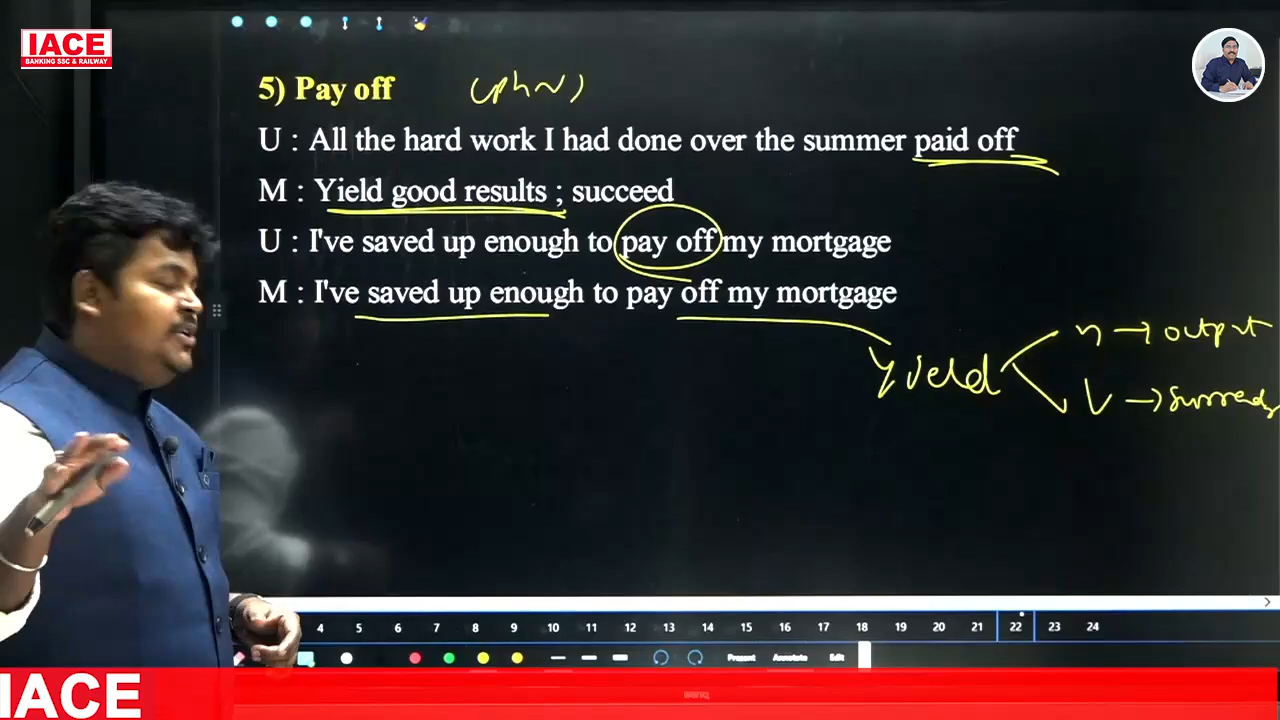 IACE
BANKING SSC & RAILWAY
5) Pay off (phv)
U : All the hard work I had done over the summer paid off
M : Yield good results ; succeed
U : I've saved up enough to pay off my mortgage
M : I've saved up enough to pay off my mortgage
Yield
n → output
V →
4 5 6 7 8 9 10 11 12 13 14 15 16 17 18 19 20 21 22 23 24
Present Annotate Edit
BenQ
IACE